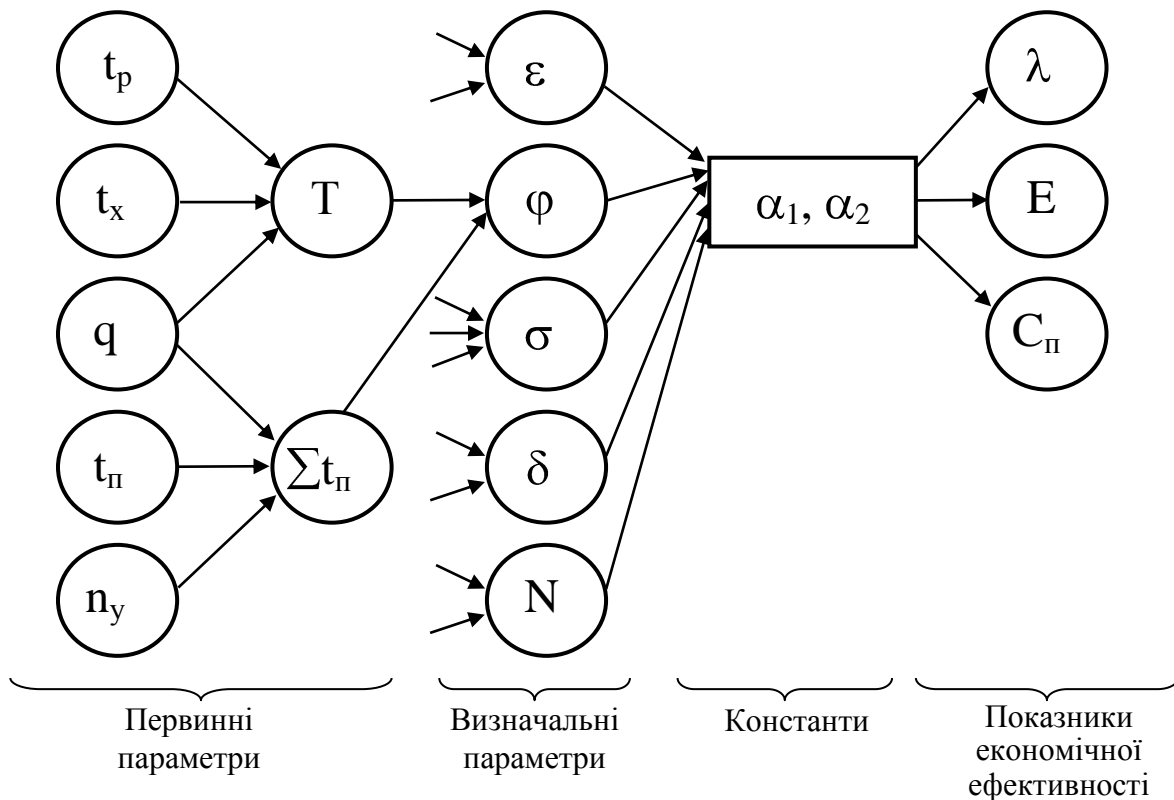 tр
ε
λ
tх
T
φ
α1, α2
E
q
σ
Cп
tп
∑tп
δ
nу
N
Первинні
параметри
Визначальні
параметри
Константи
Показники
економічної
ефективності